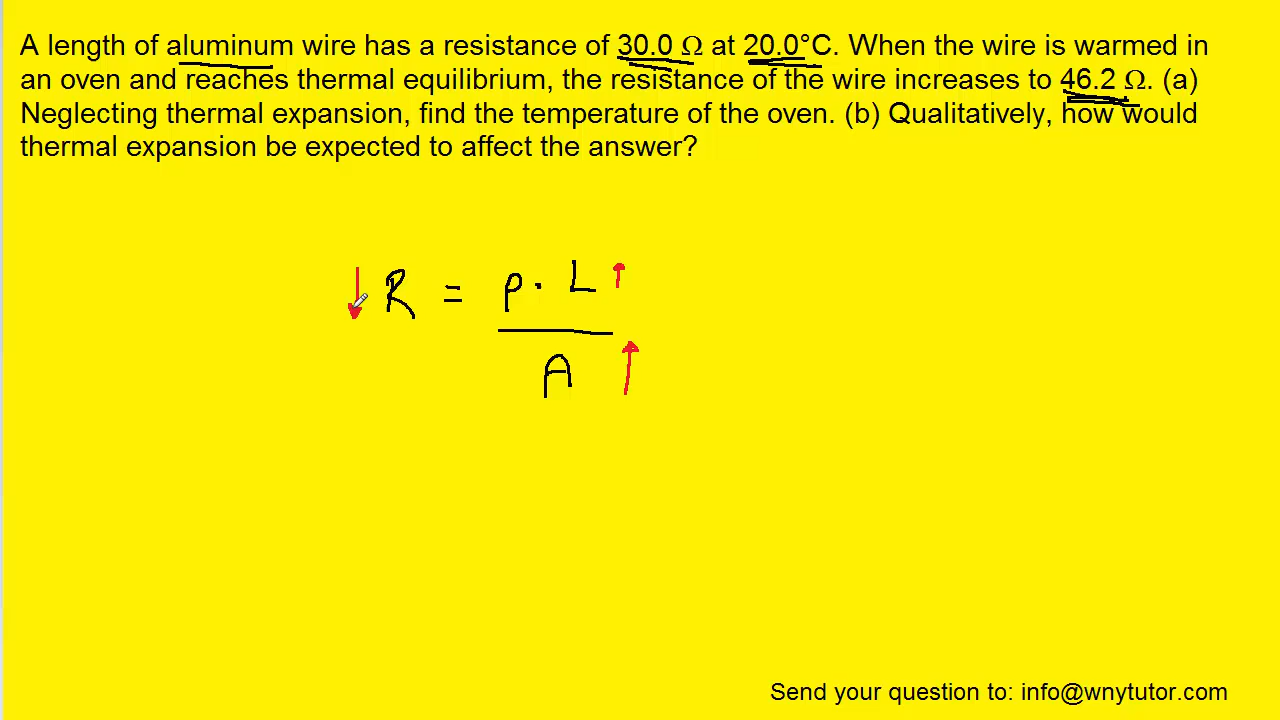 A length of aluminum wire has a resistance of 30.0 Ω at 20.0°C. When the wire is warmed in
an oven and reaches thermal equilibrium, the resistance of the wire increases to 46.2 Ω. (a)
Neglecting thermal expansion, find the temperature of the oven. (b) Qualitatively, how would
thermal expansion be expected to affect the answer?
↓ R = ρ · L ↑
A ↑
Send your question to: info@wnytutor.com